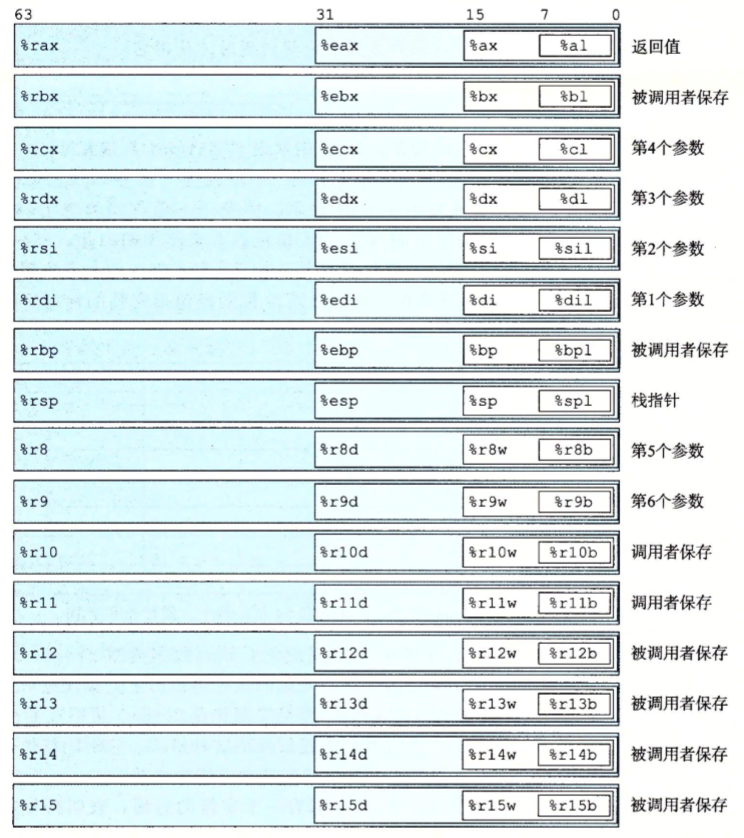 63 31 15 7 0
%rax %eax %ax %al 返回值
%rbx %ebx %bx %bl 被调用者保存
%rcx %ecx %cx %cl 第4个参数
%rdx %edx %dx %dl 第3个参数
%rsi %esi %si %sil 第2个参数
%rdi %edi %di %dil 第1个参数
%rbp %ebp %bp %bpl 被调用者保存
%rsp %esp %sp %spl 栈指针
%r8 %r8d %r8w %r8b 第5个参数
%r9 %r9d %r9w %r9b 第6个参数
%r10 %r10d %r10w %r10b 调用者保存
%r11 %r11d %r11w %r11b 调用者保存
%r12 %r12d %r12w %r12b 被调用者保存
%r13 %r13d %r13w %r13b 被调用者保存
%r14 %r14d %r14w %r14b 被调用者保存
%r15 %r15d %r15w %r15b 被调用者保存